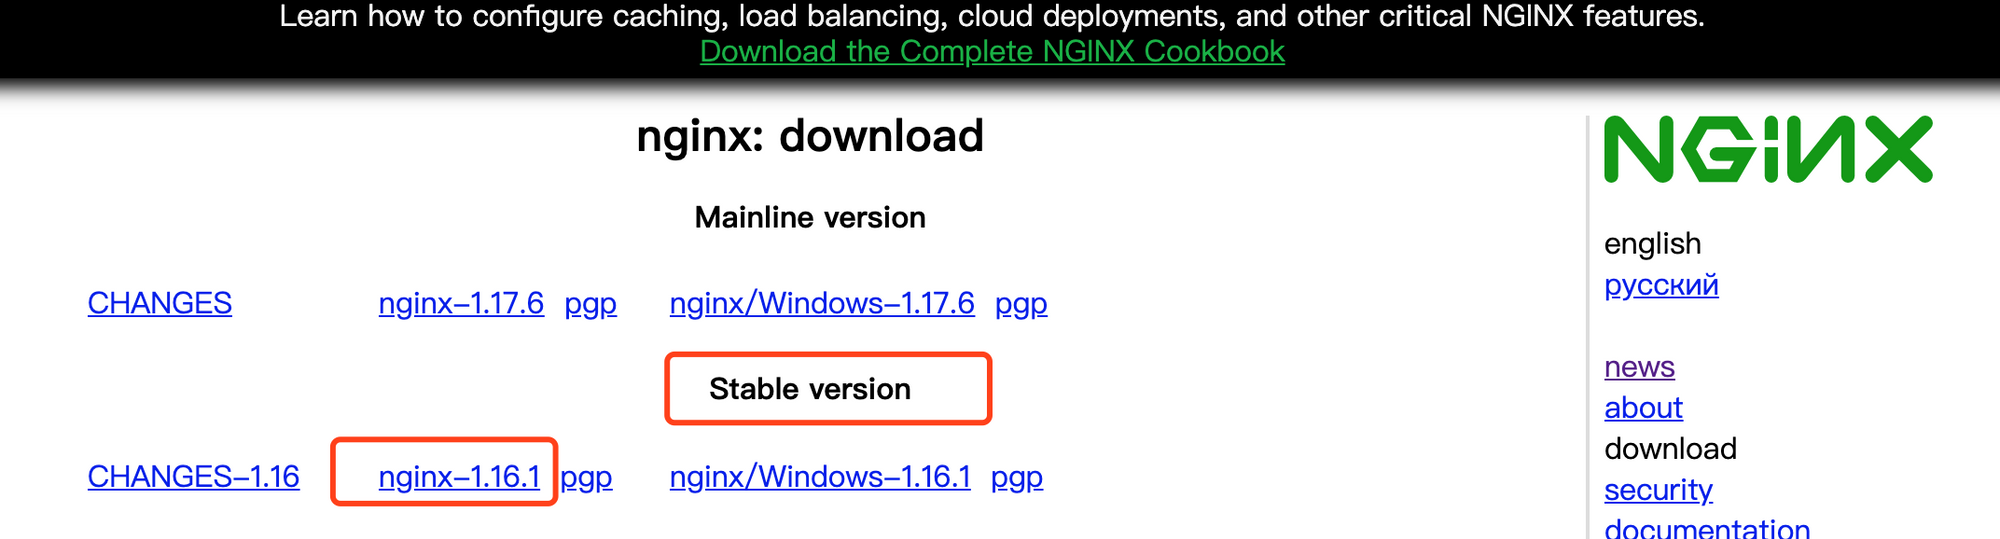 Learn how to configure caching, load balancing, cloud deployments, and other critical NGINX features.
Download the Complete NGINX Cookbook
nginx: download
Mainline version
CHANGES nginx-1.17.6 pgp nginx/Windows-1.17.6 pgp
Stable version
CHANGES-1.16 nginx-1.16.1 pgp nginx/Windows-1.16.1 pgp
NGINX
english
русский
news
about
download
security
documentation